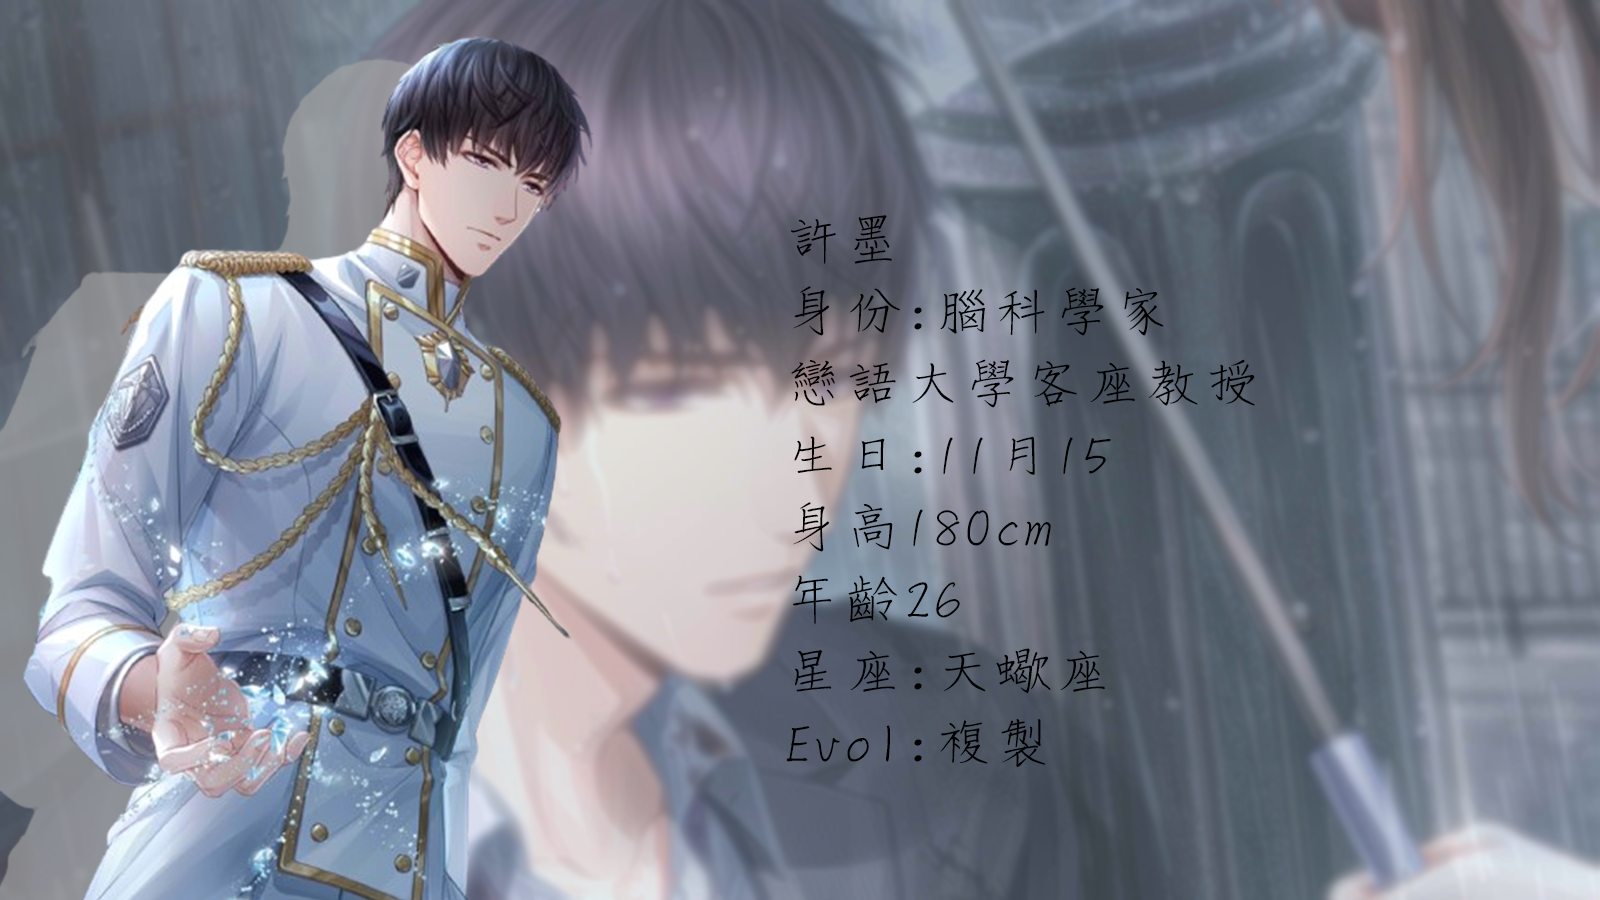 許墨
身份:腦科學家
戀語大學客座教授
生日:11月15
身高180cm
年齡26
星座:天蠍座
Evol:複製